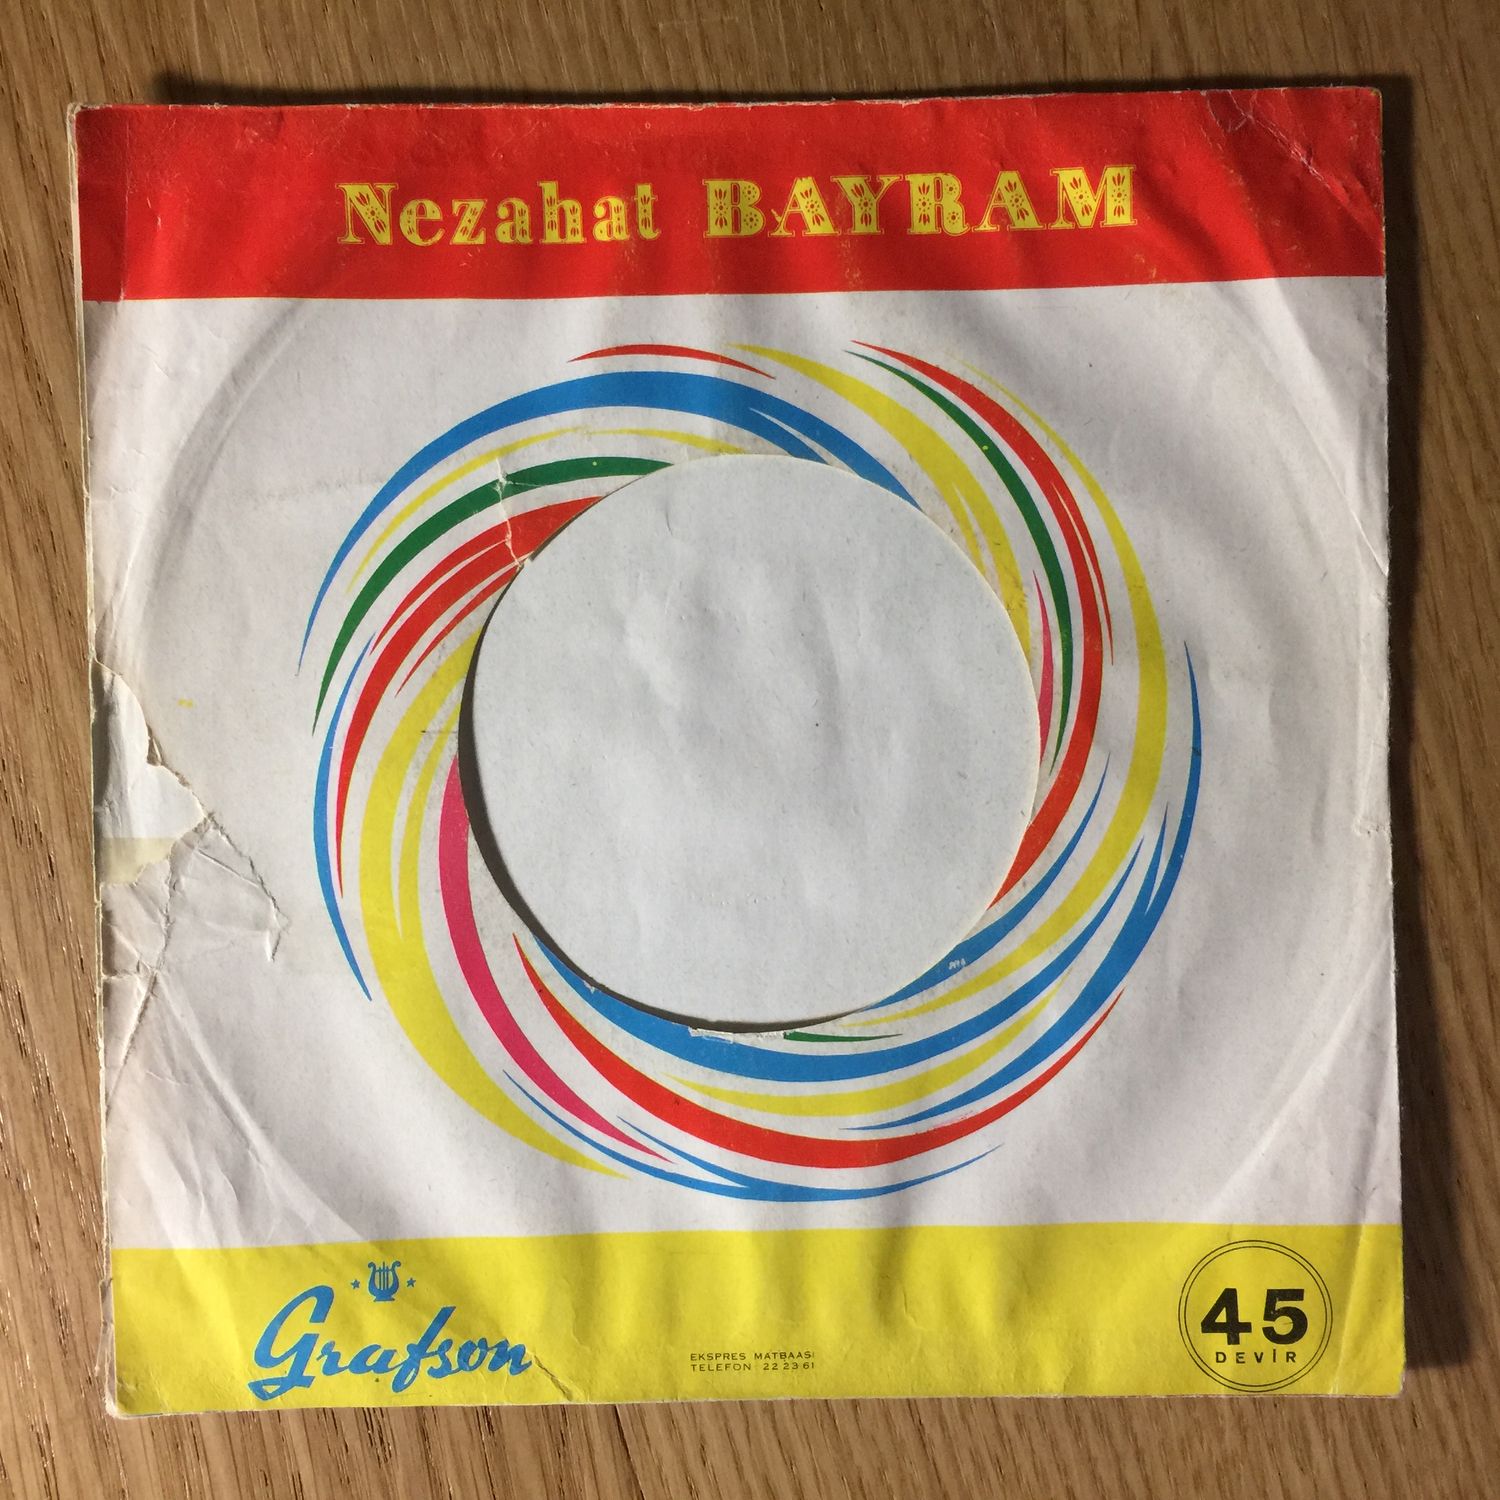 Nezahat BAYRAM
Grafson
EKSPRES MATBAASI
TELEFON 22 23 61
45
DEVİR